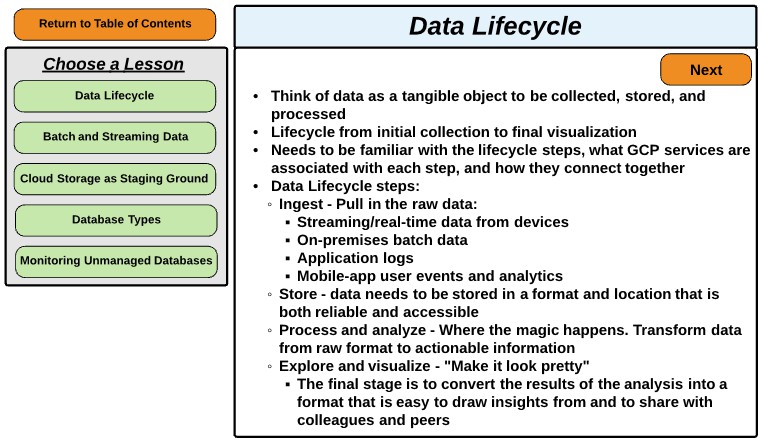 Return to Table of Contents
Choose a Lesson
Data Lifecycle
Batch and Streaming Data
Cloud Storage as Staging Ground
Database Types
Monitoring Unmanaged Databases
Data Lifecycle
Next
• Think of data as a tangible object to be collected, stored, and
processed
• Lifecycle from initial collection to final visualization
• Needs to be familiar with the lifecycle steps, what GCP services are
associated with each step, and how they connect together
• Data Lifecycle steps:
◦ Ingest - Pull in the raw data:
▪ Streaming/real-time data from devices
▪ On-premises batch data
▪ Application logs
▪ Mobile-app user events and analytics
◦ Store - data needs to be stored in a format and location that is
both reliable and accessible
◦ Process and analyze - Where the magic happens. Transform data
from raw format to actionable information
◦ Explore and visualize - "Make it look pretty"
▪ The final stage is to convert the results of the analysis into a
format that is easy to draw insights from and to share with
colleagues and peers